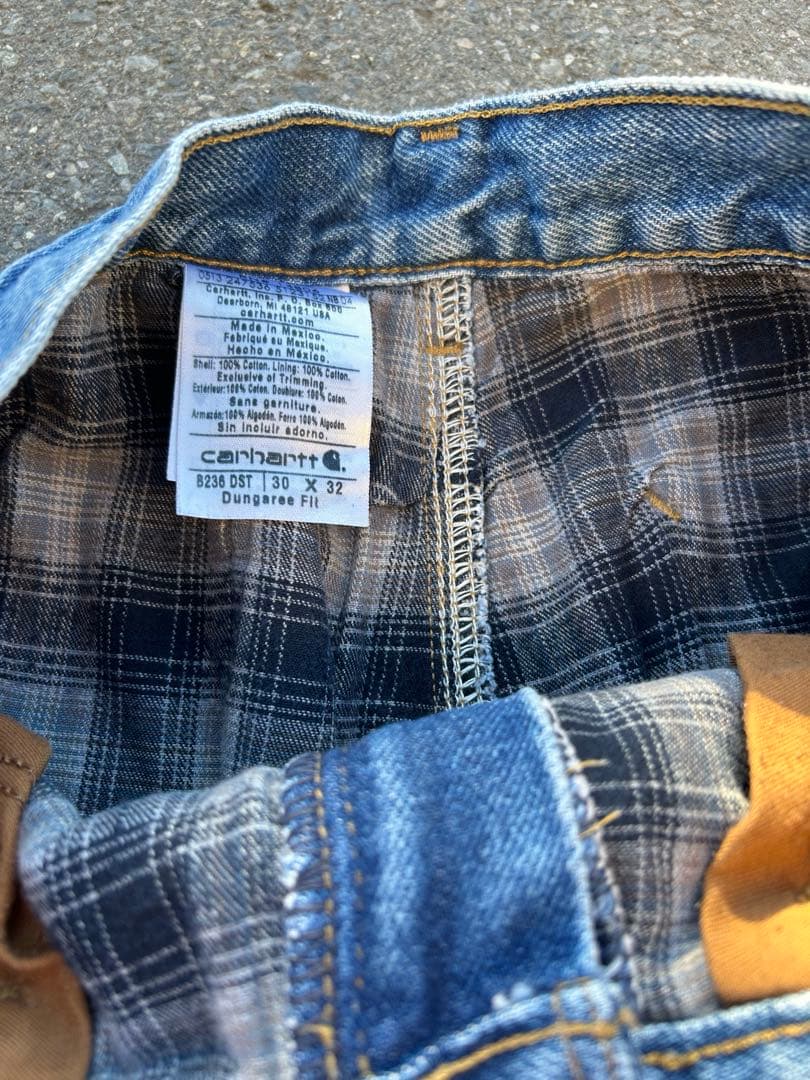 Carhartt, Inc. P. O. Box 600
Dearborn, MI 48121 USA
carhartt.com
Made in Mexico.
Fabriqué au Mexique.
Hecho en México.
Shell: 100% Cotton. Lining: 100% Cotton.
Exclusive of Trimming.
Extérieur: 100% Coton. Doublure: 100% Coton.
Sans garniture.
Armazón: 100% Algodón. Forro 100% Algodón.
Sin incluir adorno.
carhartt
B236 DST | 30 X 32
Dungaree Fit